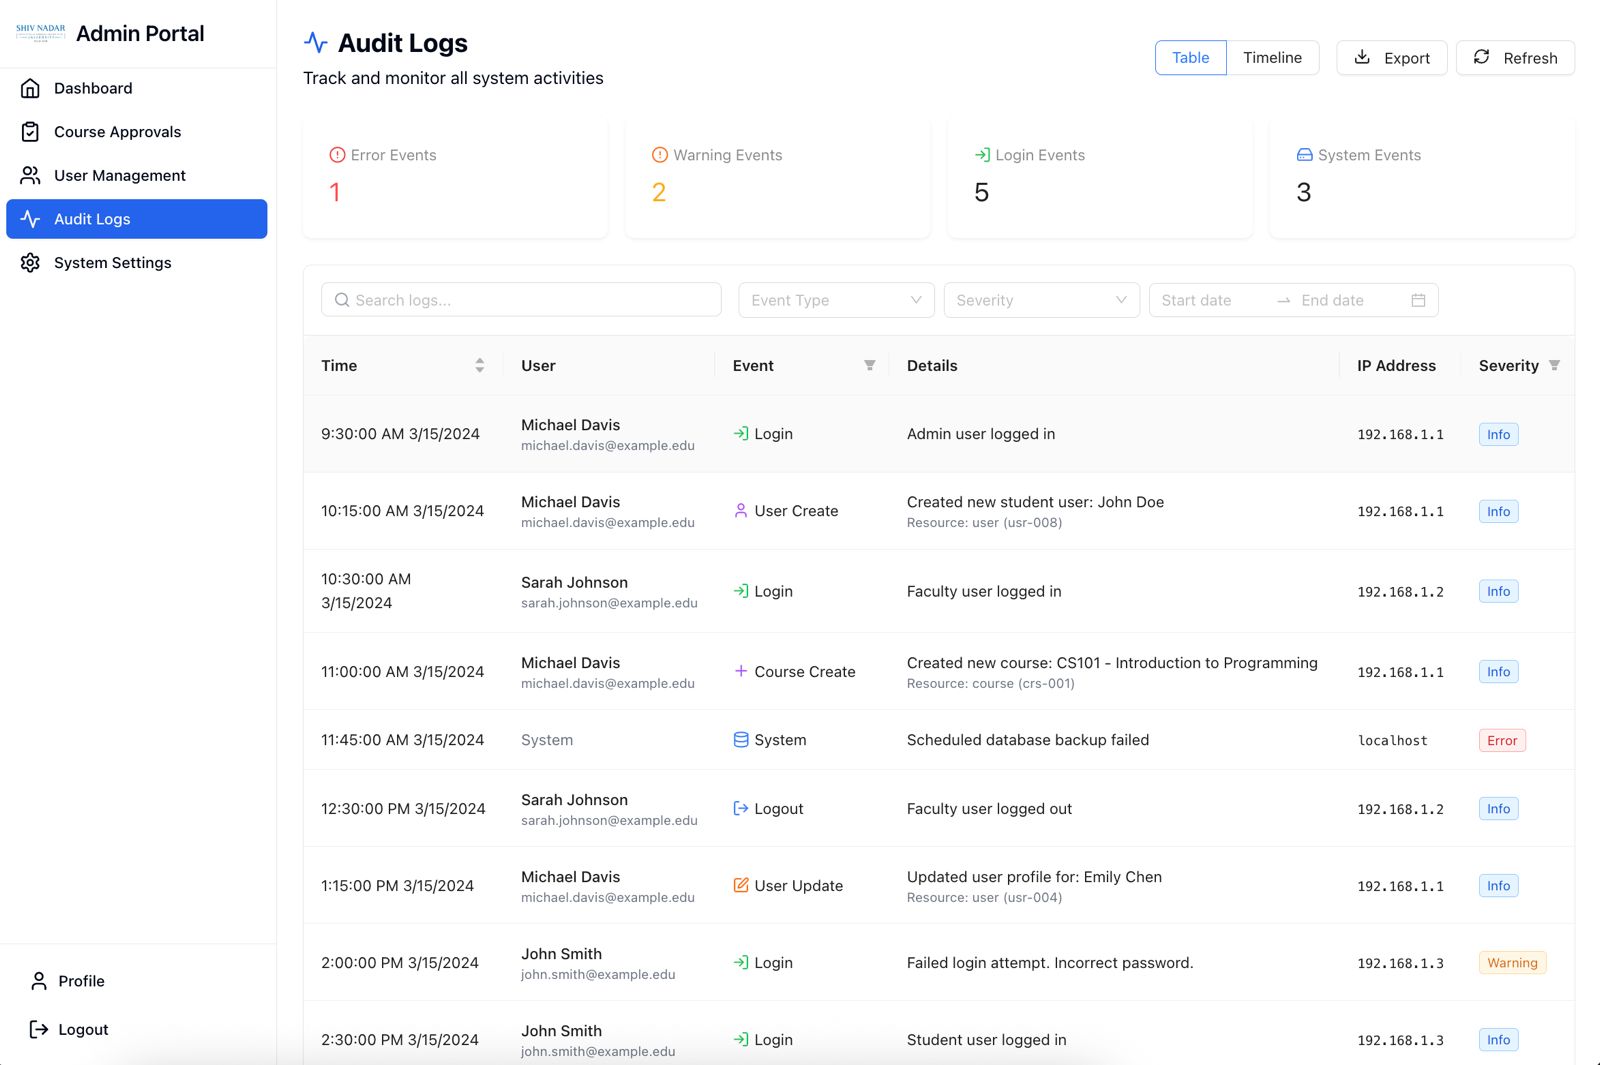 SHIV NADAR
Admin Portal
Dashboard
Course Approvals
User Management
Audit Logs
System Settings
Profile
Logout
Audit Logs
Track and monitor all system activities
Table
Timeline
Export
Refresh
Error Events
1
Warning Events
2
Login Events
5
System Events
3
Search logs...
Event Type
Severity
Start date
End date
Time
User
Event
Details
IP Address
Severity
9:30:00 AM 3/15/2024
Michael Davis
michael.davis@example.edu
Login
Admin user logged in
192.168.1.1
Info
10:15:00 AM 3/15/2024
Michael Davis
michael.davis@example.edu
User Create
Created new student user: John Doe
Resource: user (usr-008)
192.168.1.1
Info
10:30:00 AM
3/15/2024
Sarah Johnson
sarah.johnson@example.edu
Login
Faculty user logged in
192.168.1.2
Info
11:00:00 AM 3/15/2024
Michael Davis
michael.davis@example.edu
Course Create
Created new course: CS101 - Introduction to Programming
Resource: course (crs-001)
192.168.1.1
Info
11:45:00 AM 3/15/2024
System
System
Scheduled database backup failed
localhost
Error
12:30:00 PM 3/15/2024
Sarah Johnson
sarah.johnson@example.edu
Logout
Faculty user logged out
192.168.1.2
Info
1:15:00 PM 3/15/2024
Michael Davis
michael.davis@example.edu
User Update
Updated user profile for: Emily Chen
Resource: user (usr-004)
192.168.1.1
Info
2:00:00 PM 3/15/2024
John Smith
john.smith@example.edu
Login
Failed login attempt. Incorrect password.
192.168.1.3
Warning
2:30:00 PM 3/15/2024
John Smith
john.smith@example.edu
Login
Student user logged in
192.168.1.3
Info